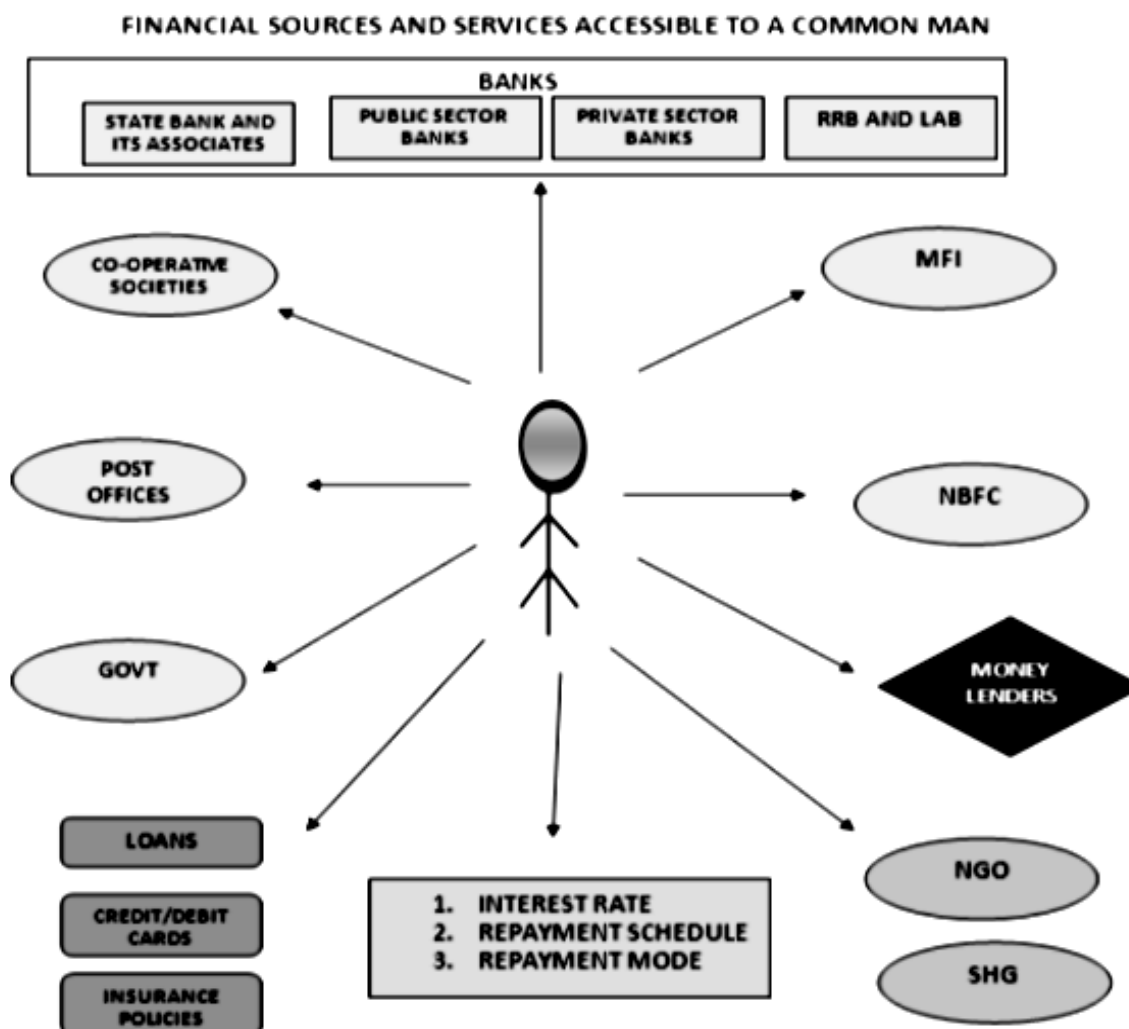 FINANCIAL SOURCES AND SERVICES ACCESSIBLE TO A COMMON MAN
BANKS
STATE BANK AND
ITS ASSOCIATES
PUBLIC SECTOR
BANKS
PRIVATE SECTOR
BANKS
RRB AND LAB
CO-OPERATIVE
SOCIETIES
MFI
POST
OFFICES
NBFC
GOVT
MONEY
LENDERS
LOANS
CREDIT/DEBIT
CARDS
INSURANCE
POLICIES
1. INTEREST RATE
2. REPAYMENT SCHEDULE
3. REPAYMENT MODE
NGO
SHG